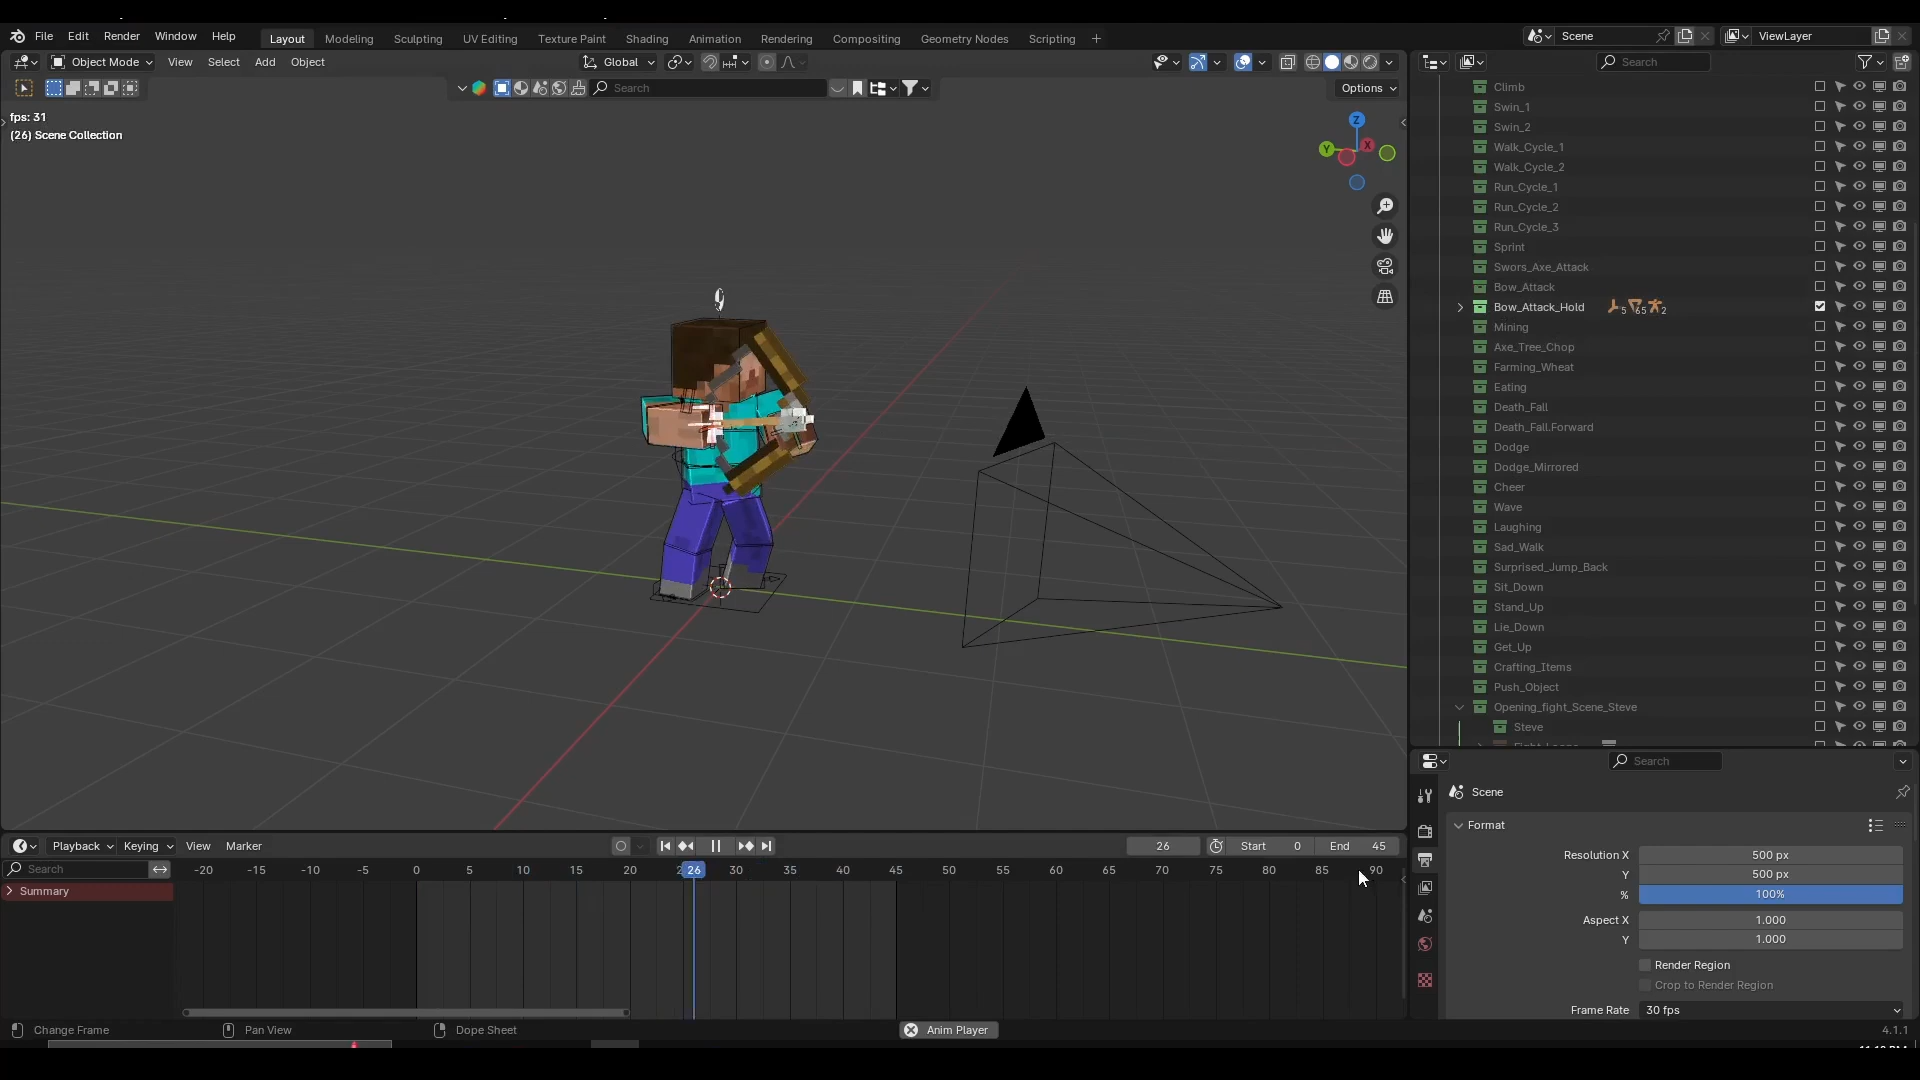 File Edit Render Window Help
Layout Modeling Sculpting UV Editing Texture Paint Shading Animation Rendering Compositing Geometry Nodes Scripting +
Scene
ViewLayer
Object Mode View Select Add Object
Global
Search
Search
Options
fps: 31
(26) Scene Collection
Z
Y
X
Climb
Swin_1
Swin_2
Walk_Cycle_1
Walk_Cycle_2
Run_Cycle_1
Run_Cycle_2
Run_Cycle_3
Sprint
Swors_Axe_Attack
Bow_Attack
Bow_Attack_Hold 5 65 2
Mining
Axe_Tree_Chop
Farming_Wheat
Eating
Death_Fall
Death_Fall.Forward
Dodge
Dodge_Mirrored
Cheer
Wave
Laughing
Sad_Walk
Surprised_Jump_Back
Sit_Down
Stand_Up
Lie_Down
Get_Up
Crafting_Items
Push_Object
Opening_fight_Scene_Steve
Steve
Search
Scene
Format
Resolution X 500 px
Y 500 px
% 100%
Aspect X 1.000
Y 1.000
Render Region
Crop to Render Region
Frame Rate 30 fps
Playback Keying View Marker
26 Start 0 End 45
Search
-20 -15 -10 -5 0 5 10 15 20 26 30 35 40 45 50 55 60 65 70 75 80 85 90
Summary
Change Frame Pan View Dope Sheet Anim Player 4.1.1